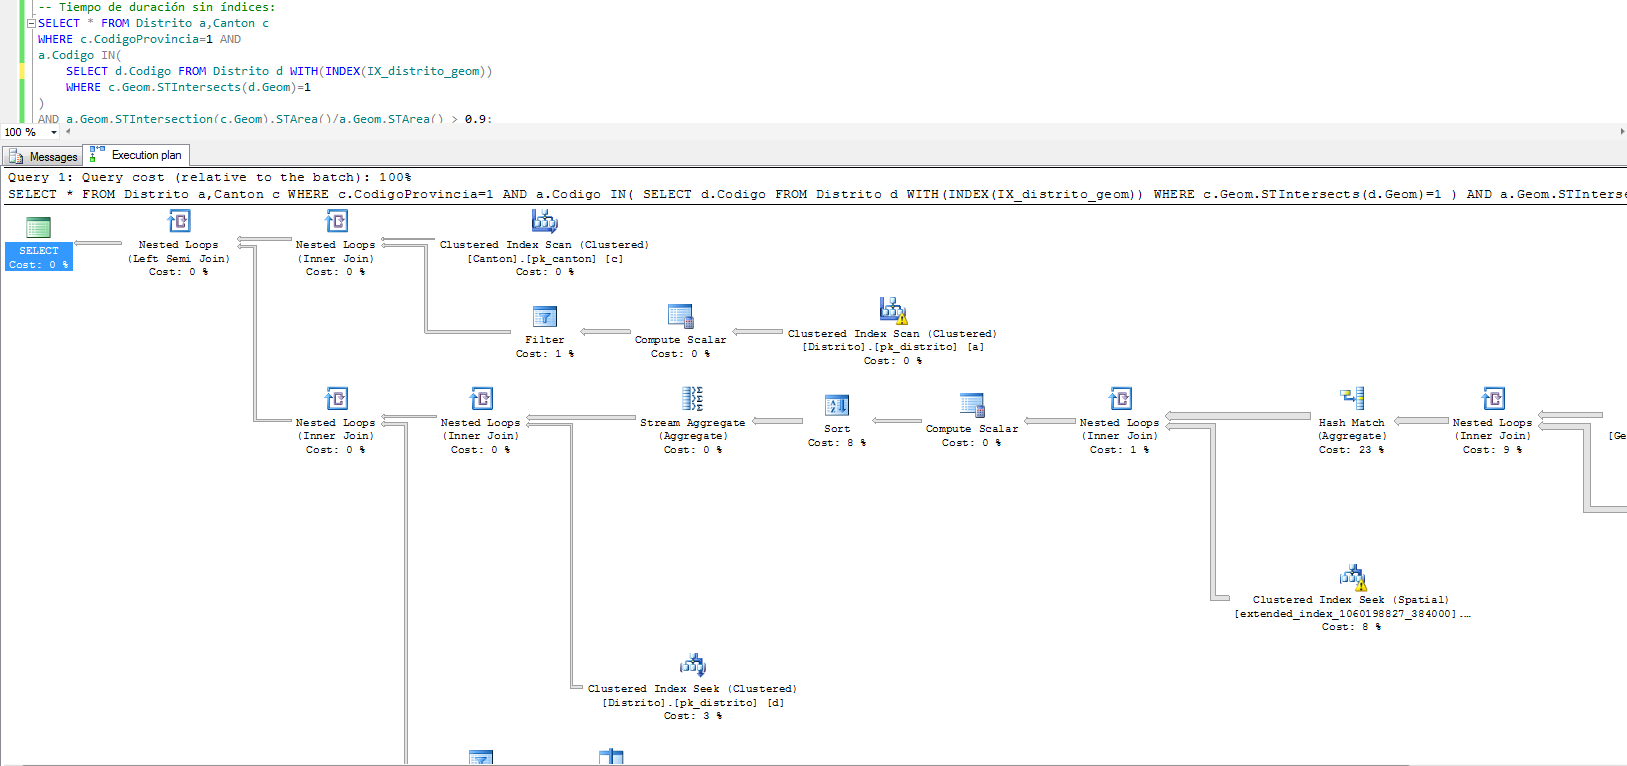 -- Tiempo de duración sin índices:
SELECT * FROM Distrito a,Canton c
WHERE c.CodigoProvincia=1 AND
a.Codigo IN(
SELECT d.Codigo FROM Distrito d WITH(INDEX(IX_distrito_geom))
WHERE c.Geom.STIntersects(d.Geom)=1
)
AND a.Geom.STIntersection(c.Geom).STArea()/a.Geom.STArea() > 0.9;
100 %
Messages
Execution plan
Query 1: Query cost (relative to the batch): 100%
SELECT * FROM Distrito a,Canton c WHERE c.CodigoProvincia=1 AND a.Codigo IN( SELECT d.Codigo FROM Distrito d WITH(INDEX(IX_distrito_geom)) WHERE c.Geom.STIntersects(d.Geom)=1 ) AND a.Geom.STInterse
SELECT
Cost: 0 %
Nested Loops
(Left Semi Join)
Cost: 0 %
Nested Loops
(Inner Join)
Cost: 0 %
Clustered Index Scan (Clustered)
[Canton].[pk_canton] [c]
Cost: 0 %
Filter
Cost: 1 %
Compute Scalar
Cost: 0 %
Clustered Index Scan (Clustered)
[Distrito].[pk_distrito] [a]
Cost: 0 %
Nested Loops
(Inner Join)
Cost: 0 %
Nested Loops
(Inner Join)
Cost: 0 %
Stream Aggregate
(Aggregate)
Cost: 0 %
Sort
Cost: 8 %
Compute Scalar
Cost: 0 %
Nested Loops
(Inner Join)
Cost: 1 %
Hash Match
(Aggregate)
Cost: 23 %
Nested Loops
(Inner Join)
Cost: 9 %
[Ge
Clustered Index Seek (Spatial)
[extended_index_1060198827_384000]....
Cost: 8 %
Clustered Index Seek (Clustered)
[Distrito].[pk_distrito] [d]
Cost: 3 %